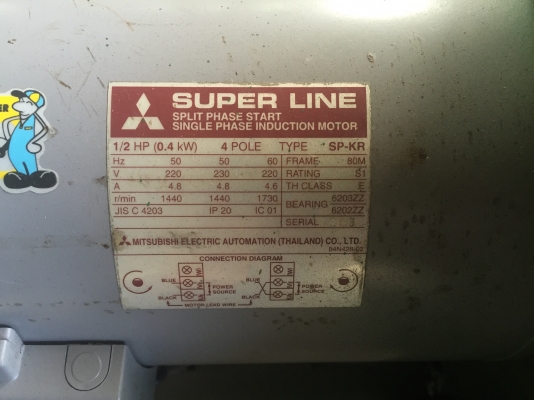 SUPER LINE
SPLIT PHASE START
SINGLE PHASE INDUCTION MOTOR
1/2 HP (0.4 kW) 4 POLE TYPE SP-KR
Hz 50 50 60 FRAME 80M
V 220 230 220 RATING S1
A 4.8 4.8 4.6 TH CLASS E
r/min 1440 1440 1730 BEARING 6203ZZ
JIS C 4203 IP 20 IC 01 6202ZZ
SERIAL
MITSUBISHI ELECTRIC AUTOMATION (THAILAND) CO., LTD.
CONNECTION DIAGRAM
BLUE POWER SOURCE BLUE POWER SOURCE
BLACK MOTOR LEAD WIRE BLACK